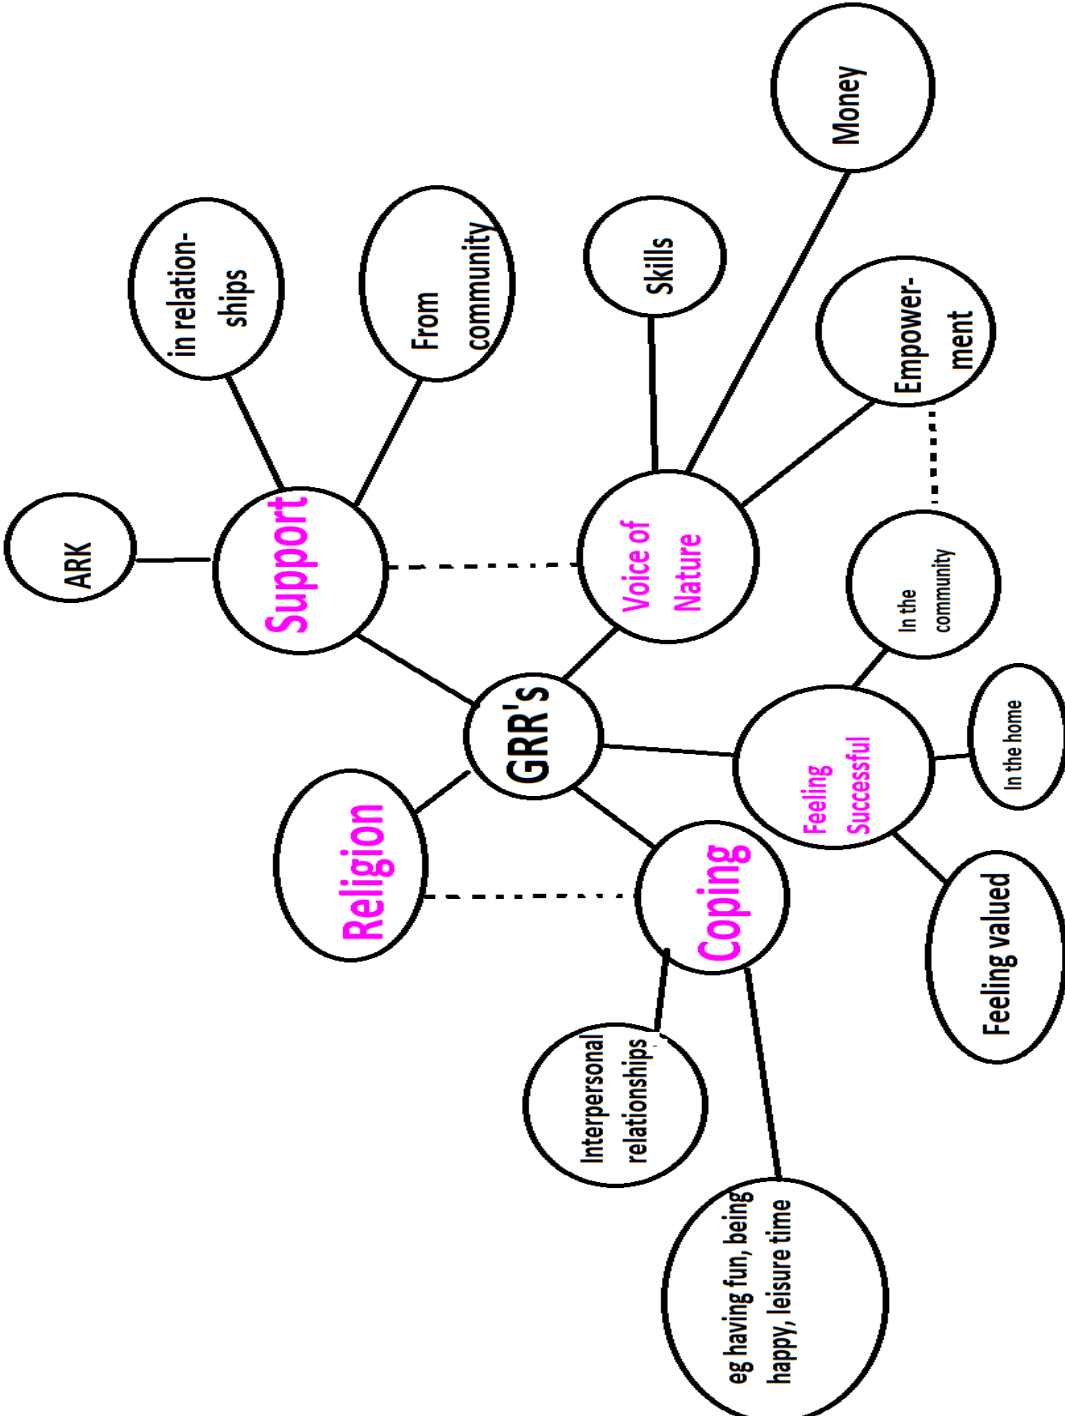 ARK
in relation-
ships
From
community
Support
Religion
GRR's
Voice of
Nature
Skills
Money
Empower-
ment
In the
community
In the home
Feeling
Successful
Feeling valued
Coping
Interpersonal
relationships
eg having fun, being
happy, leisure time